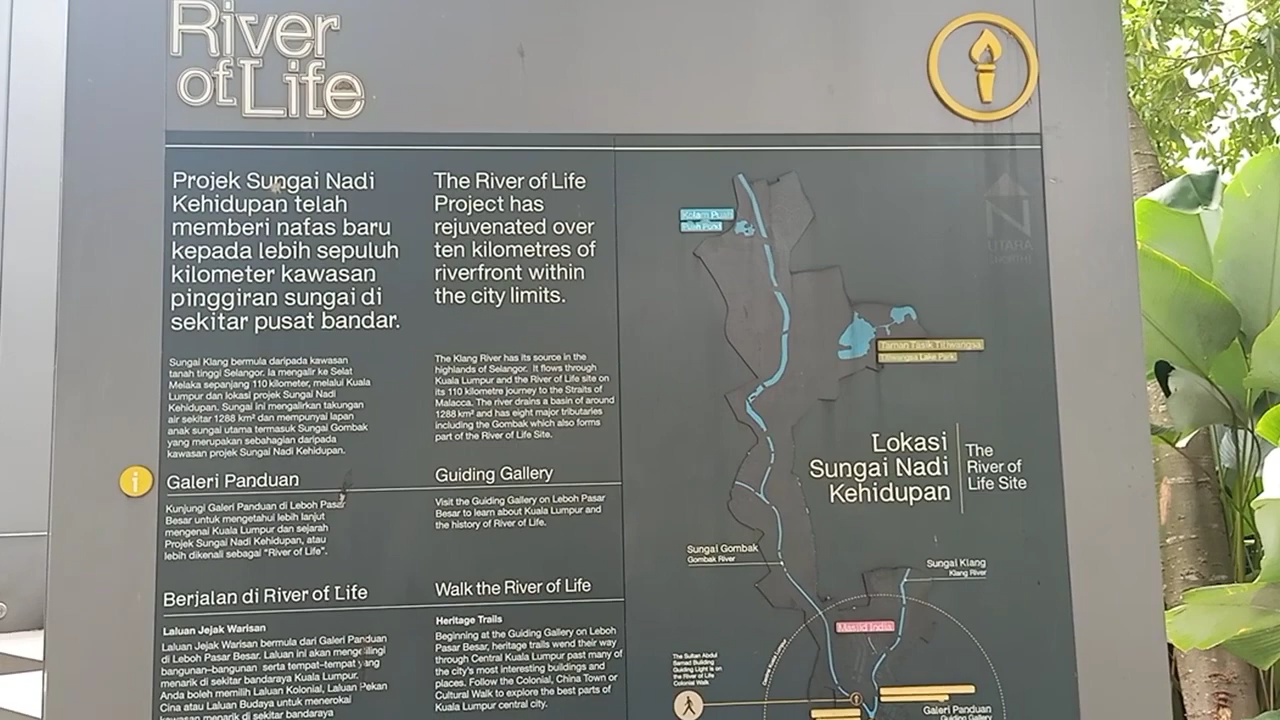 River
of Life
Projek Sungai Nadi
Kehidupan telah
memberi nafas baru
kepada lebih sepuluh
kilometer kawasan
pinggiran sungai di
sekitar pusat bandar.
The River of Life
Project has
rejuvenated over
ten kilometres of
riverfront within
the city limits.
Sungai Klang bermula daripada kawasan
tanah tinggi Selangor. Ia mengalir ke Selat
Melaka sepanjang 110 kilometer, melalui Kuala
Lumpur dan lokasi projek Sungai Nadi
Kehidupan. Sungai ini mengalirkan takungan
air sekitar 1288 km² dan mempunyai lapan
anak sungai utama termasuk Sungai Gombak
yang merupakan sebahagian daripada
kawasan projek Sungai Nadi Kehidupan.
The Klang River has its source in the
highlands of Selangor. It flows through
Kuala Lumpur and the River of Life site on
its 110 kilometre journey to the Straits of
Malacca. The river drains a basin of around
1288 km² and has eight major tributaries
including the Gombak which also forms
part of the River of Life Site.
i
Galeri Panduan
Kunjungi Galeri Panduan di Leboh Pasar
Besar untuk mengetahui lebih lanjut
mengenai Kuala Lumpur dan sejarah
Projek Sungai Nadi Kehidupan, atau
lebih dikenali sebagai "River of Life".
Guiding Gallery
Visit the Guiding Gallery on Leboh Pasar
Besar to learn about Kuala Lumpur and
the history of River of Life.
Berjalan di River of Life
Laluan Jejak Warisan
Laluan Jejak Warisan bermula dari Galeri Panduan
di Leboh Pasar Besar. Laluan ini akan mengelilingi
bangunan-bangunan serta tempat-tempat yang
menarik di sekitar bandaraya Kuala Lumpur.
Anda boleh memilih Laluan Kolonial, Laluan Pekan
Cina atau Laluan Budaya untuk menerokai
kawasan menarik di sekitar bandaraya
Walk the River of Life
Heritage Trails
Beginning at the Guiding Gallery on Leboh
Pasar Besar, heritage trails wend their way
through Central Kuala Lumpur past many of
the city's most interesting buildings and
places. Follow the Colonial, China Town or
Cultural Walk to explore the best parts of
Kuala Lumpur central city.
N
UTARA
NORTH
Kolam Puah
Puah Pond
Taman Tasik Titiwangsa
Titiwangsa Lake Park
Lokasi
Sungai Nadi
Kehidupan
The
River of
Life Site
Sungai Gombak
Gombak River
Sungai Klang
Klang River
Masjid India
The Sultan Abdul
Samad Building
Guiding Light is on
the River of Life
Colonial Walk
Galeri Panduan
Guiding Gallery